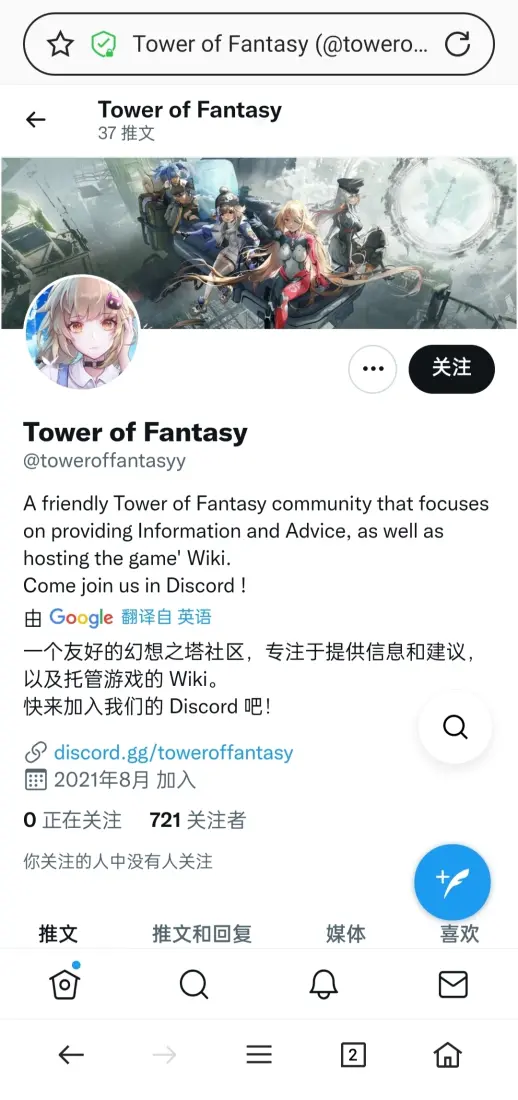 Tower of Fantasy (@towero...
Tower of Fantasy
37 推文
关注
Tower of Fantasy
@toweroffantasyy
A friendly Tower of Fantasy community that focuses
on providing Information and Advice, as well as
hosting the game' Wiki.
Come join us in Discord !
由 Google 翻译自 英语
一个友好的幻想之塔社区，专注于提供信息和建议，
以及托管游戏的 Wiki。
快来加入我们的 Discord 吧！
discord.gg/toweroffantasy
2021年8月 加入
0 正在关注 721 关注者
你关注的人中没有人关注
推文 推文和回复 媒体 喜欢
2